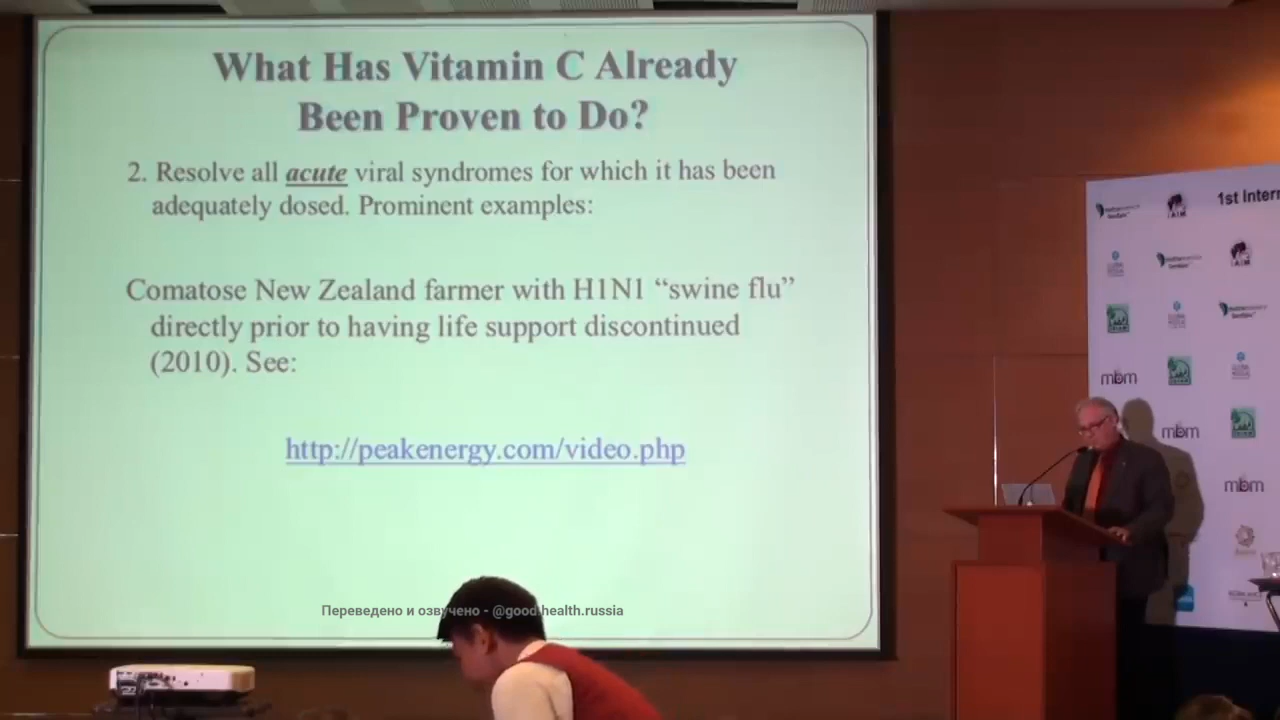 What Has Vitamin C Already
Been Proven to Do?
2. Resolve all acute viral syndromes for which it has been
adequately dosed. Prominent examples:
Comatose New Zealand farmer with H1N1 “swine flu”
directly prior to having life support discontinued
(2010). See:
http://peakenergy.com/video.php
Переведено и озвучено - @good.health.russia
1st Intern
mbm
mbm
mbm